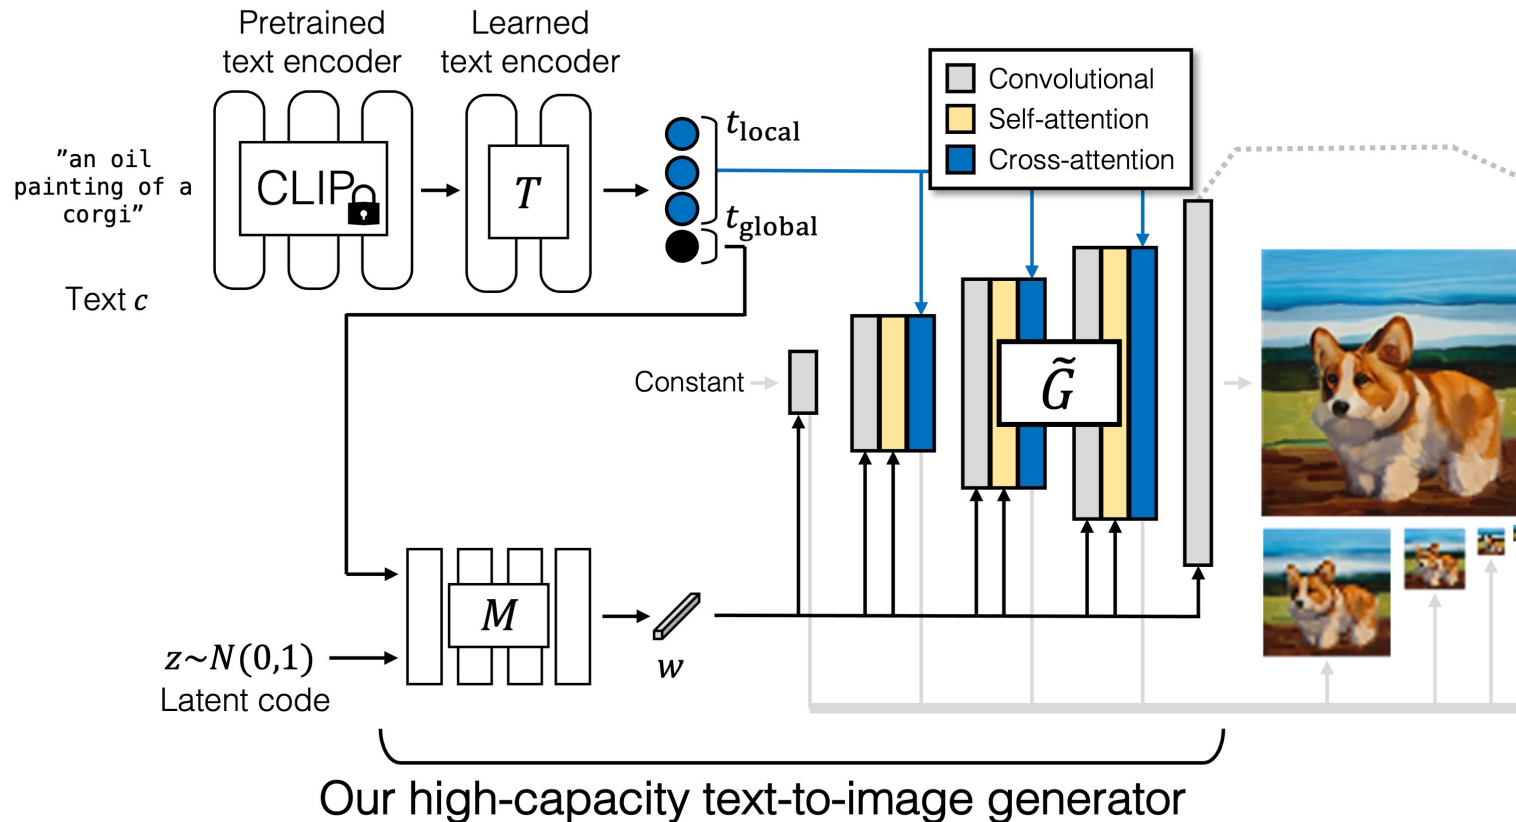 Pretrained
text encoder
Learned
text encoder
"an oil
painting of a
corgi"
Text c
CLIP
T
t_local
t_global
Convolutional
Self-attention
Cross-attention
Constant
G̃
M
z~N(0,1)
Latent code
w
Our high-capacity text-to-image generator